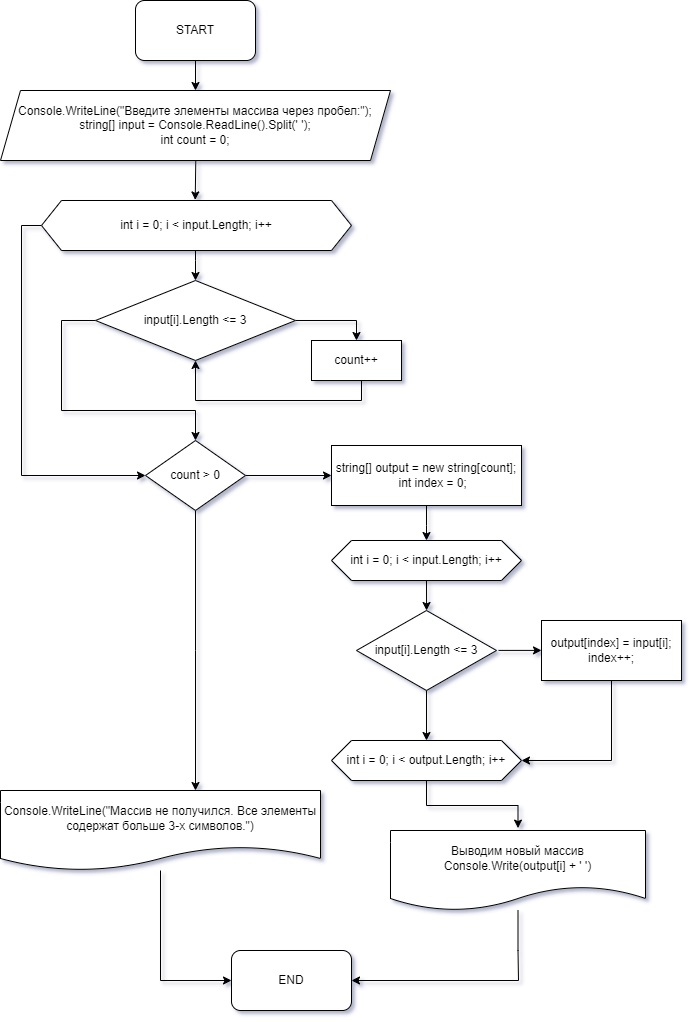 START
Console.WriteLine("Введите элементы массива через пробел:");
string[] input = Console.ReadLine().Split(' ');
int count = 0;
int i = 0; i < input.Length; i++
input[i].Length <= 3
count++
count > 0
string[] output = new string[count];
int index = 0;
int i = 0; i < input.Length; i++
input[i].Length <= 3
output[index] = input[i];
index++;
int i = 0; i < output.Length; i++
Console.WriteLine("Массив не получился. Все элементы
содержат больше 3-х символов.")
Выводим новый массив
Console.Write(output[i] + ' ')
END